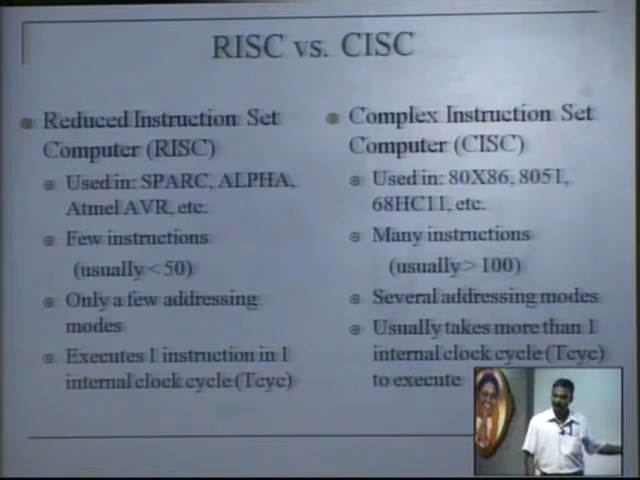 RISC vs. CISC
Reduced Instruction Set
Computer (RISC)
Used in: SPARC, ALPHA,
Atmel AVR, etc.
Few instructions
(usually < 50)
Only a few addressing
modes
Executes 1 instruction in 1
internal clock cycle (Tcyc)
Complex Instruction Set
Computer (CISC)
Used in: 80X86, 8051,
68HC11, etc.
Many instructions
(usually > 100)
Several addressing modes
Usually takes more than 1
internal clock cycle (Tcyc)
to execute